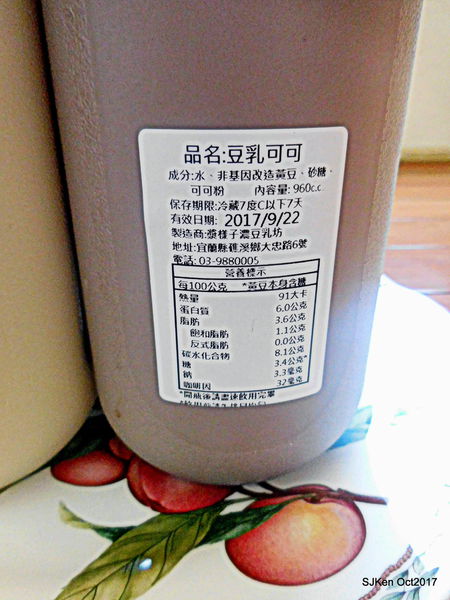 品名:豆乳可可
成分:水、非基因改造黃豆、砂糖、
可可粉 內容量: 960c.c
保存期限:冷藏7度C以下7天
有效日期: 2017/9/22
製造商:漿樣子濃豆乳坊
地址:宜蘭縣礁溪鄉大忠路6號
電話: 03-9880005
營養標示
每100公克 *黃豆本身含糖
熱量 91大卡
蛋白質 6.0公克
脂肪 3.6公克
飽和脂肪 1.1公克
反式脂肪 0.0公克
碳水化合物 8.1公克
糖 3.4公克*
鈉 3.3毫克
咖啡因 32毫克
*開瓶後請盡速飲用完畢
SJKen Oct2017